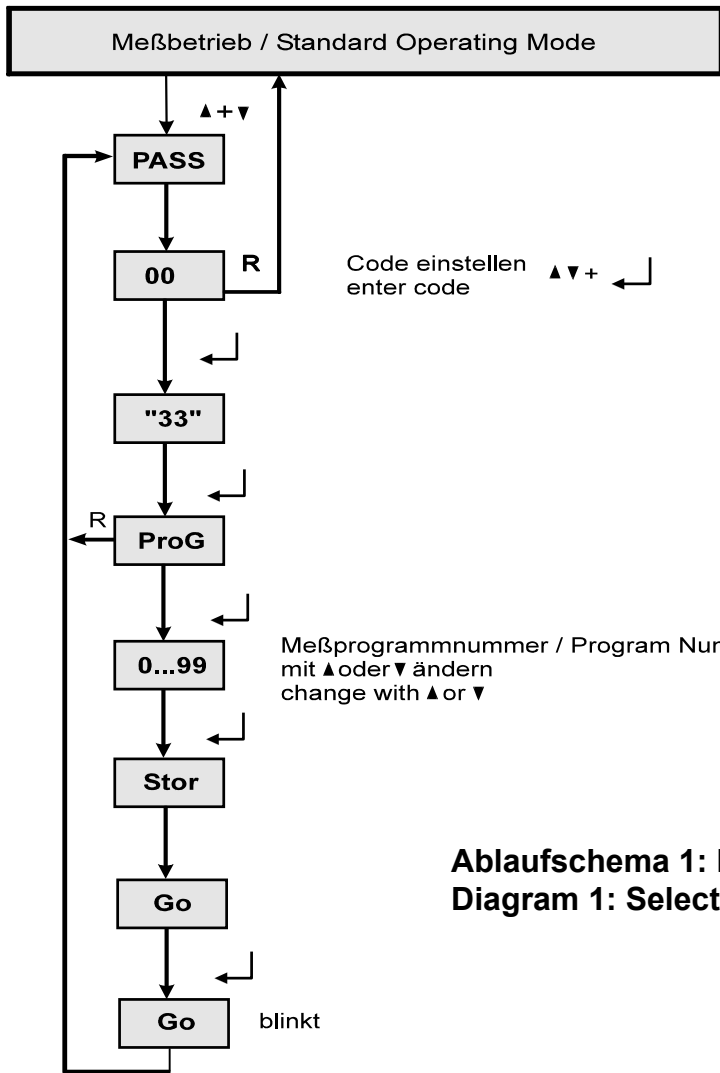 Meßbetrieb / Standard Operating Mode
▲+▼
PASS
00
R
Code einstellen ▲▼+
enter code
"33"
R
ProG
0...99
Meßprogrammnummer / Program
mit ▲ oder ▼ ändern
change with ▲ or ▼
Stor
Ablaufschema 1:
Diagram 1: Select
Go
Go
blinkt